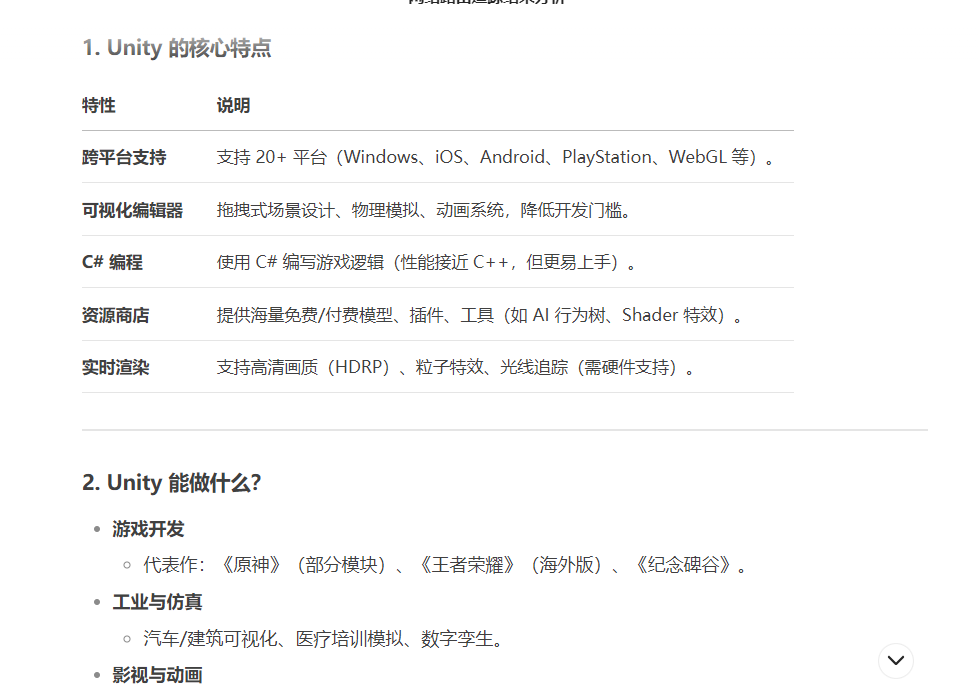 1. Unity 的核心特点
特性 说明
跨平台支持 支持 20+ 平台（Windows、iOS、Android、PlayStation、WebGL 等）。
可视化编辑器 拖拽式场景设计、物理模拟、动画系统，降低开发门槛。
C# 编程 使用 C# 编写游戏逻辑（性能接近 C++，但更易上手）。
资源商店 提供海量免费/付费模型、插件、工具（如 AI 行为树、Shader 特效）。
实时渲染 支持高清画质（HDRP）、粒子特效、光线追踪（需硬件支持）。
2. Unity 能做什么？
游戏开发
代表作：《原神》（部分模块）、《王者荣耀》（海外版）、《纪念碑谷》。
工业与仿真
汽车/建筑可视化、医疗培训模拟、数字孪生。
影视与动画